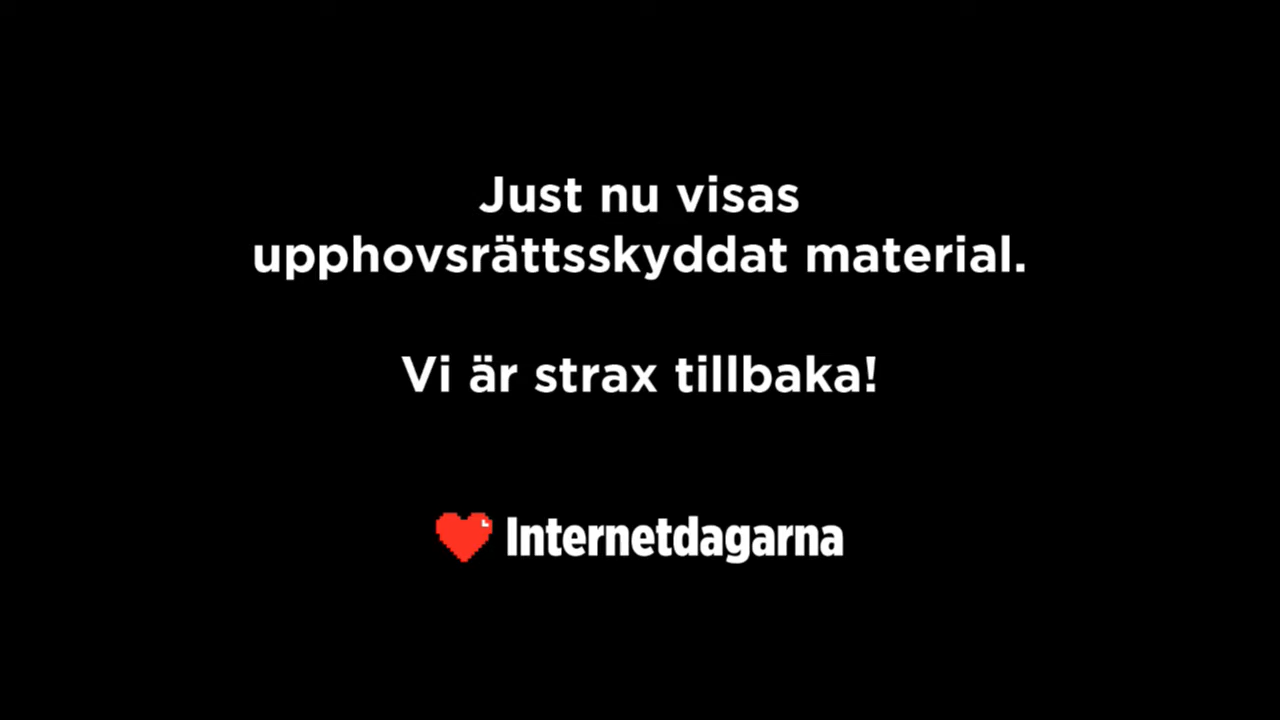 Just nu visas
upphovsrättsskyddat material.
Vi är strax tillbaka!
Internetdagarna